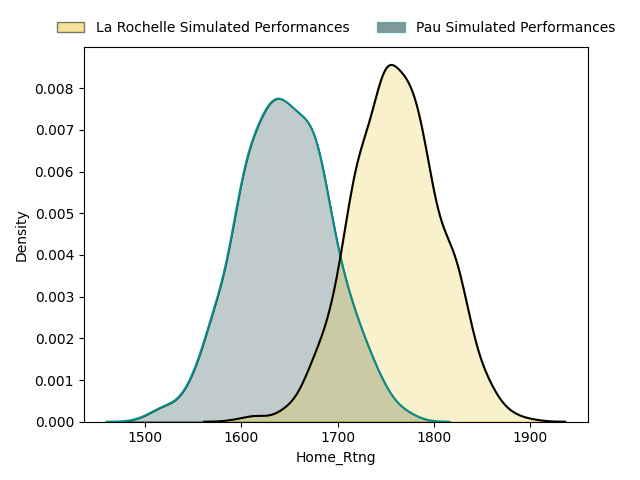 La Rochelle Simulated Performances
Pau Simulated Performances
0.008
0.007
0.006
0.005
0.004
0.003
0.002
0.001
0.000
Density
1500 1600 1700 1800 1900
Home_Rtng